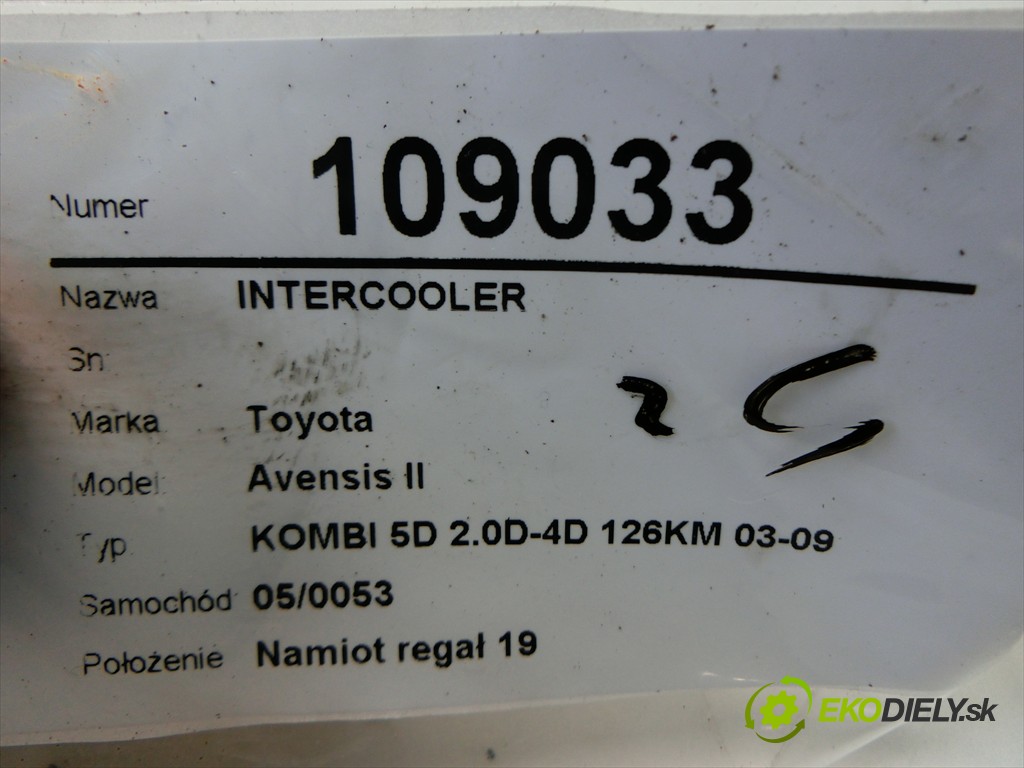 Numer 109033
Nazwa INTERCOOLER
Sn
Marka Toyota
Model: Avensis II
Typ KOMBI 5D 2.0D-4D 126KM 03-09
Samochód 05/0053
Położenie Namiot regał 19
EKODIELY.sk